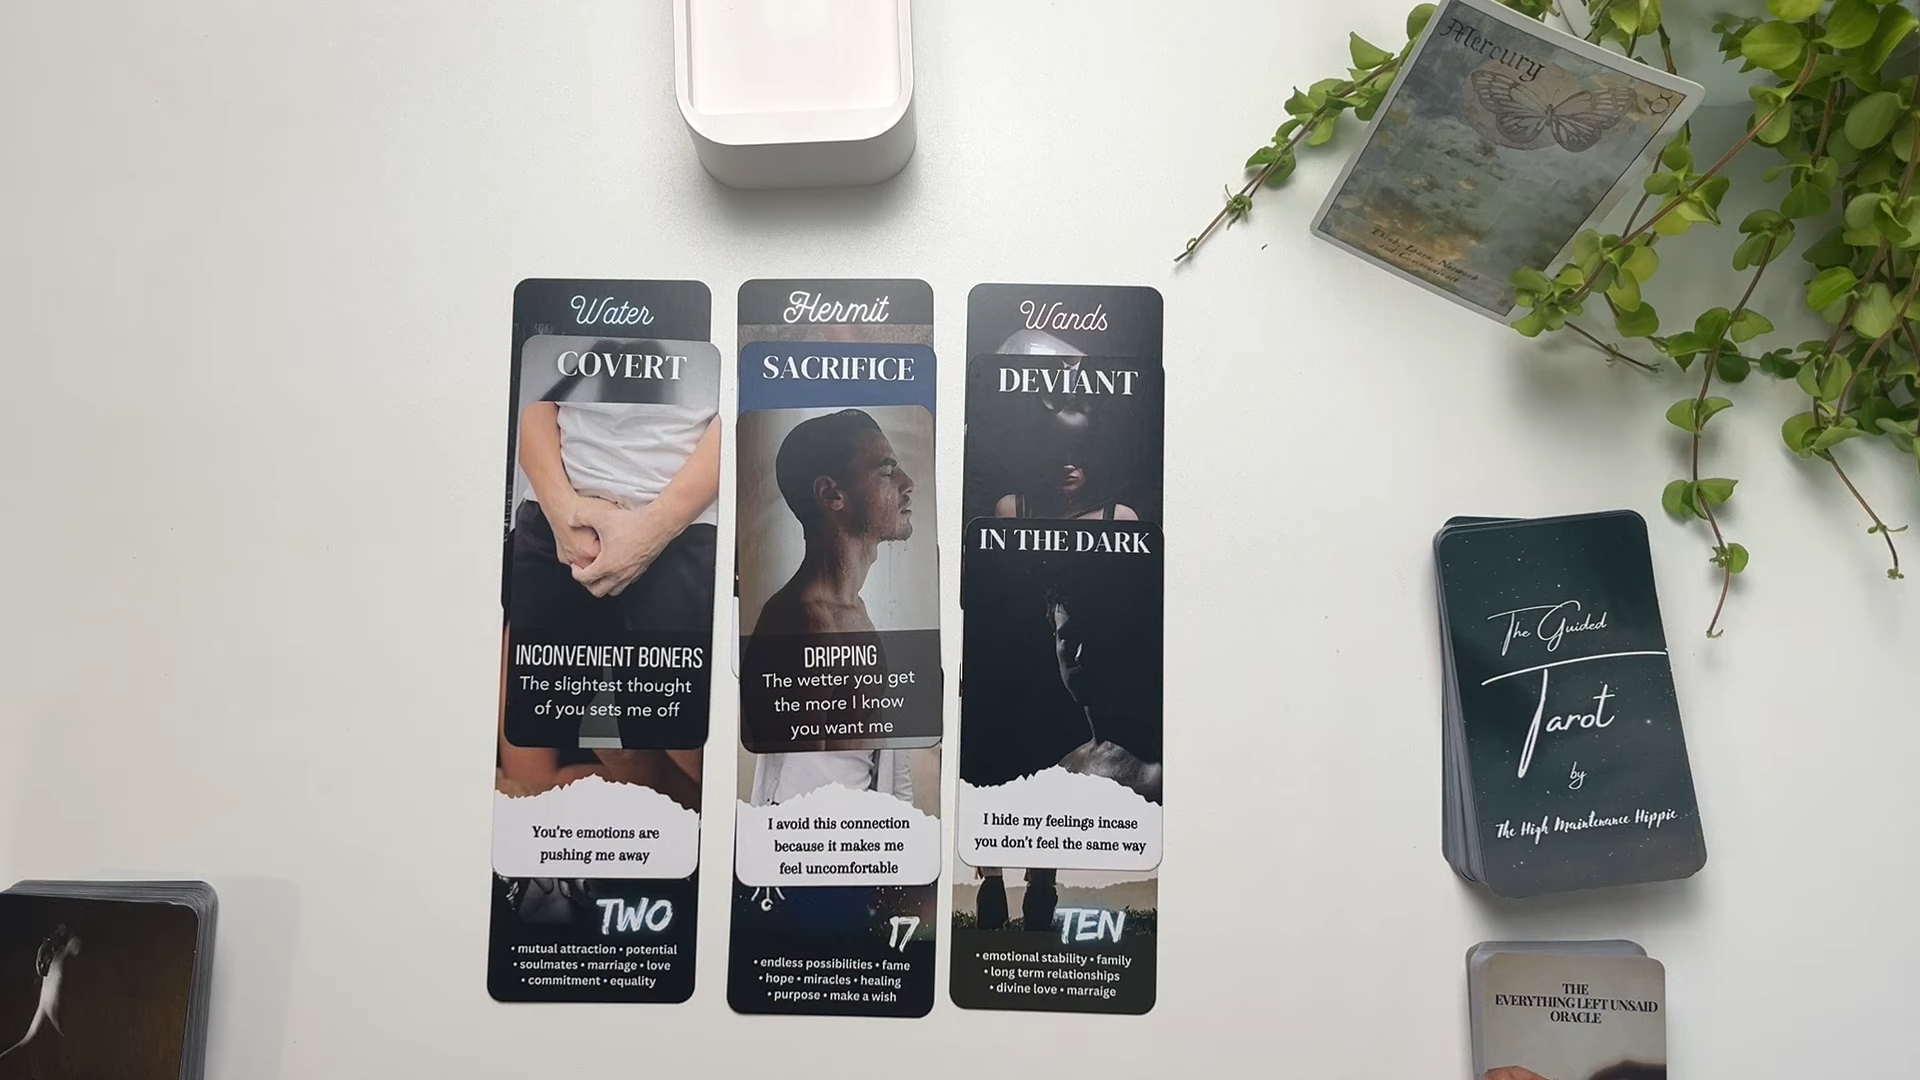 Mercury
Think, Learn, Network
and Communicate
Water
COVERT
INCONVENIENT BONERS
The slightest thought
of you sets me off
You're emotions are
pushing me away
TWO
• mutual attraction • potential
• soulmates • marriage • love
• commitment • equality
Hermit
SACRIFICE
DRIPPING
The wetter you get
the more I know
you want me
I avoid this connection
because it makes me
feel uncomfortable
17
• endless possibilities • fame
• hope • miracles • healing
• purpose • make a wish
Wands
DEVIANT
IN THE DARK
I hide my feelings incase
you don't feel the same way
TEN
• emotional stability • family
• long term relationships
• divine love • marraige
The Guided
Tarot
by
The High Maintenance Hippie
THE
EVERYTHING LEFT UNSAID
ORACLE